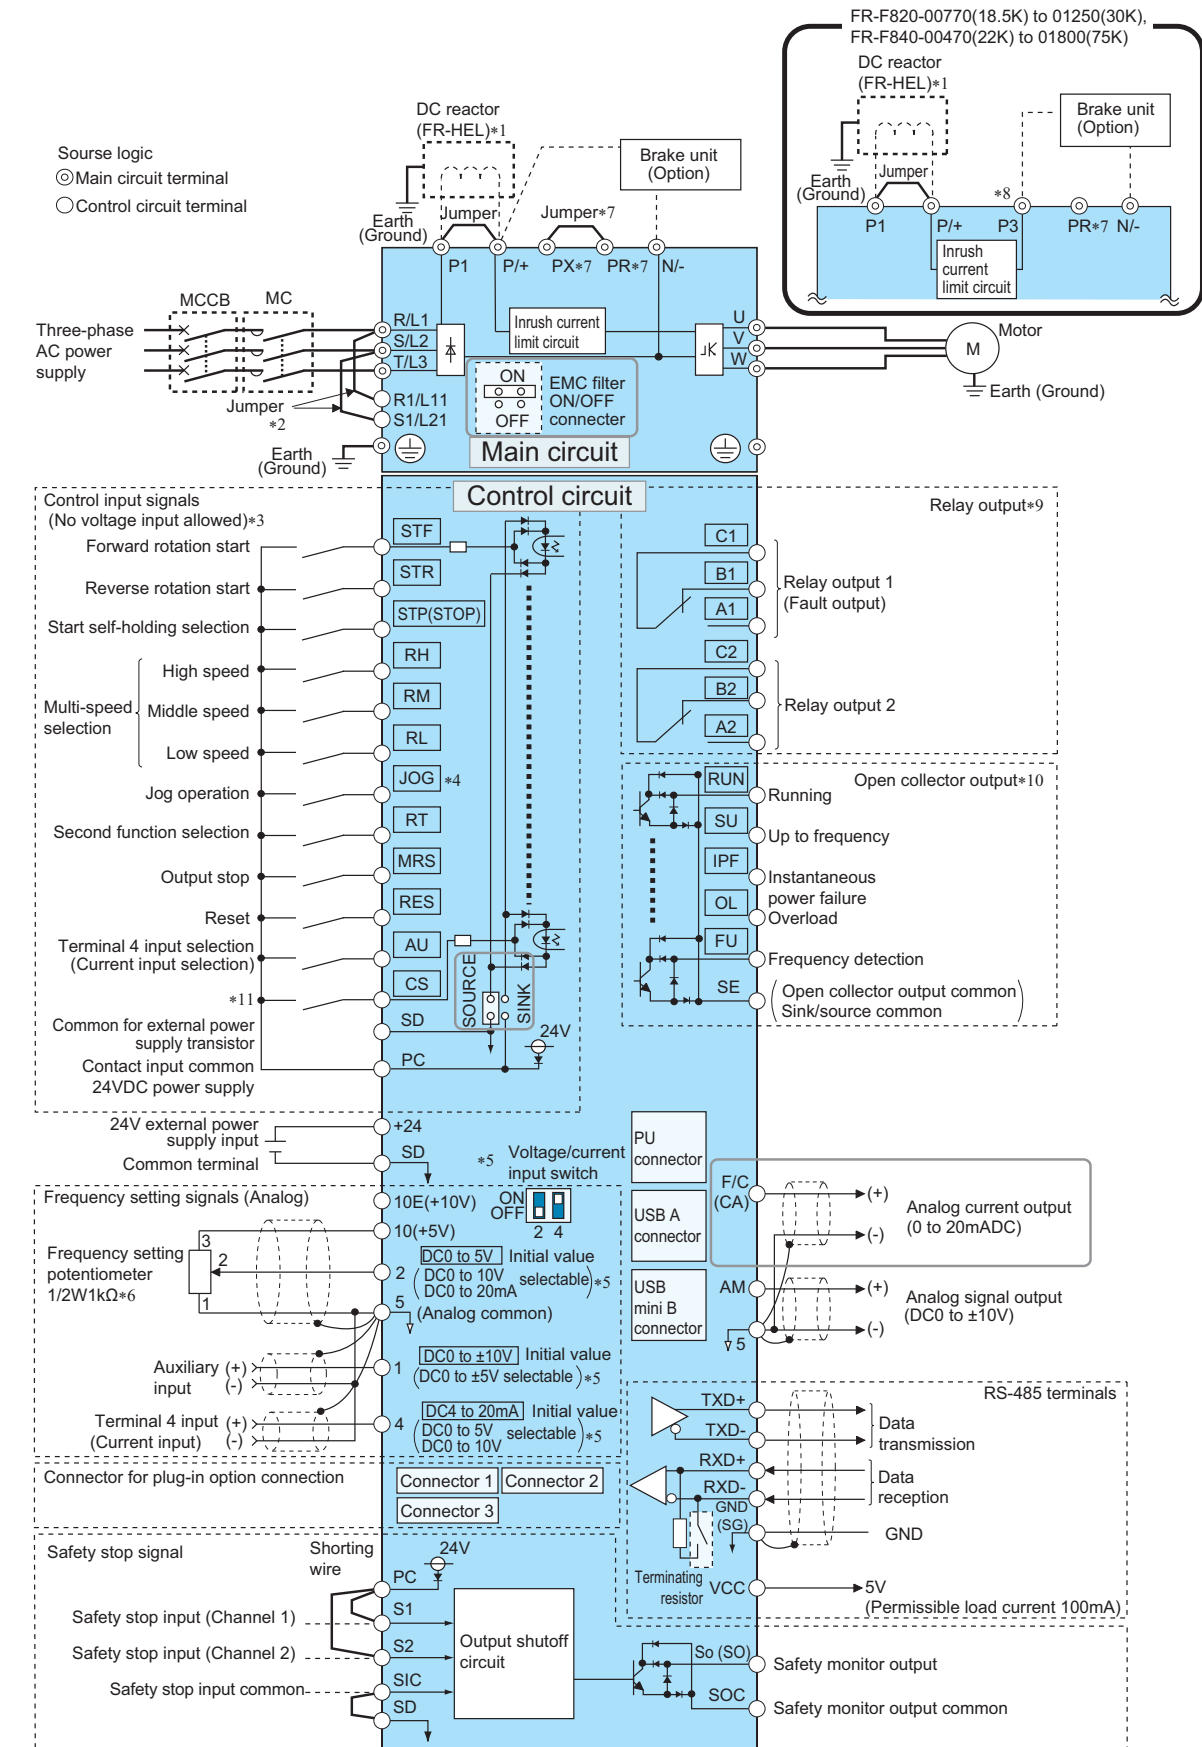 FR-F820-00770(18.5K) to 01250(30K),
FR-F840-00470(22K) to 01800(75K)
DC reactor
(FR-HEL)*1
Brake unit
(Option)
Earth
(Ground)
Jumper
*8
P1
P/+
P3
PR*7
N/-
Inrush
current
limit circuit
Sourse logic
Main circuit terminal
Control circuit terminal
DC reactor
(FR-HEL)*1
Brake unit
(Option)
Earth
(Ground)
Jumper
Jumper*7
P1
P/+
PX*7
PR*7
N/-
MCCB
MC
Three-phase
AC power
supply
R/L1
S/L2
T/L3
R1/L11
S1/L21
Jumper
*2
Earth
(Ground)
Inrush current
limit circuit
ON
OFF
EMC filter
ON/OFF
connecter
U
V
W
Motor
M
Earth (Ground)
Main circuit
Control circuit
Control input signals
(No voltage input allowed)*3
Forward rotation start
STF
Reverse rotation start
STR
Start self-holding selection
STP(STOP)
Multi-speed
selection
High speed
RH
Middle speed
RM
Low speed
RL
Jog operation
JOG
*4
Second function selection
RT
Output stop
MRS
Reset
RES
Terminal 4 input selection
(Current input selection)
AU
*11
CS
SOURCE
SINK
Common for external power
supply transistor
SD
24V
Contact input common
24VDC power supply
PC
Relay output*9
C1
B1
A1
Relay output 1
(Fault output)
C2
B2
A2
Relay output 2
Open collector output*10
RUN
Running
SU
Up to frequency
IPF
Instantaneous
power failure
OL
Overload
FU
Frequency detection
SE
Open collector output common
Sink/source common
24V external power
supply input
Common terminal
+24
SD
*5
Voltage/current
input switch
ON
OFF
2 4
PU
connector
USB A
connector
USB
mini B
connector
Frequency setting signals (Analog)
10E(+10V)
10(+5V)
Frequency setting
potentiometer
1/2W1kΩ*6
3
2
1
2
DC0 to 5V Initial value
(DC0 to 10V
DC0 to 20mA selectable)*5
5
(Analog common)
Auxiliary (+)
input (-)
1
DC0 to ±10V Initial value
(DC0 to ±5V selectable)*5
Terminal 4 input (+)
(Current input) (-)
4
DC4 to 20mA Initial value
(DC0 to 5V
DC0 to 10V selectable)*5
F/C
(CA)
(+)
(-)
Analog current output
(0 to 20mADC)
AM
5
(+)
(-)
Analog signal output
(DC0 to ±10V)
Connector for plug-in option connection
Connector 1
Connector 2
Connector 3
RS-485 terminals
TXD+
TXD-
Data
transmission
RXD+
RXD-
Data
reception
GND
(SG)
GND
Terminating
resistor
VCC
5V
(Permissible load current 100mA)
Safety stop signal
Shorting
wire
24V
PC
Safety stop input (Channel 1)
S1
Safety stop input (Channel 2)
S2
Safety stop input common
SIC
SD
Output shutoff
circuit
So (SO)
Safety monitor output
SOC
Safety monitor output common